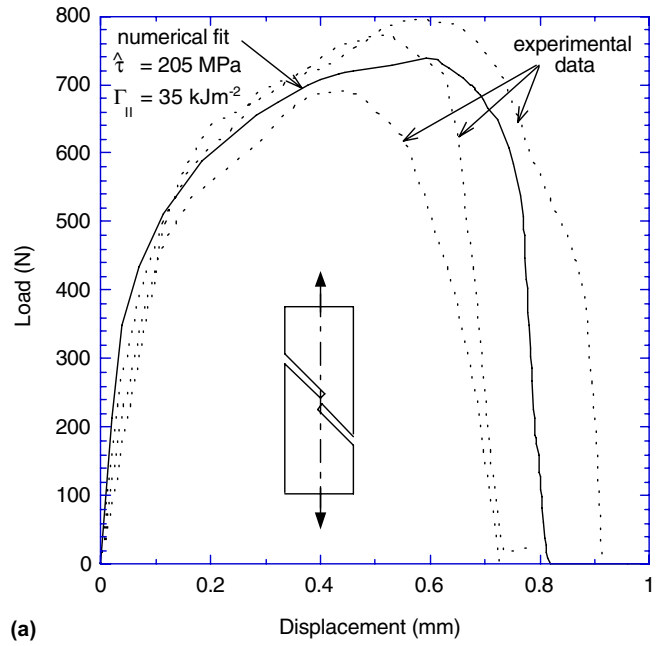 800
700
600
500
400
300
200
100
0
Load (N)
numerical fit
τ̂ = 205 MPa
Γ_II = 35 kJm⁻²
experimental
data
0
0.2
0.4
0.6
0.8
1
Displacement (mm)
(a)